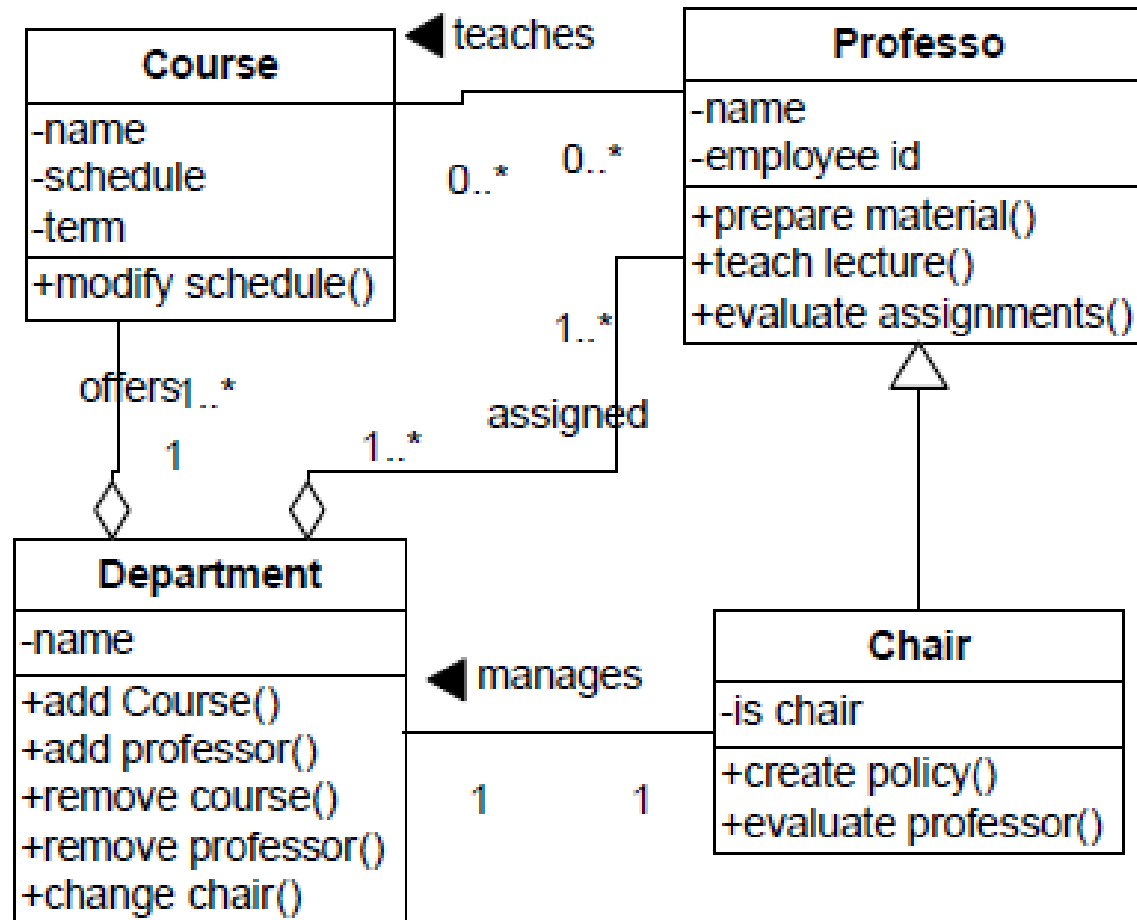 Course
-name
-schedule
-term
+modify schedule()
teaches
0..*
0..*
Professo
-name
-employee id
+prepare material()
+teach lecture()
+evaluate assignments()
offers
1..*
1
1..*
assigned
1..*
Department
-name
+add Course()
+add professor()
+remove course()
+remove professor()
+change chair()
manages
1
1
Chair
-is chair
+create policy()
+evaluate professor()